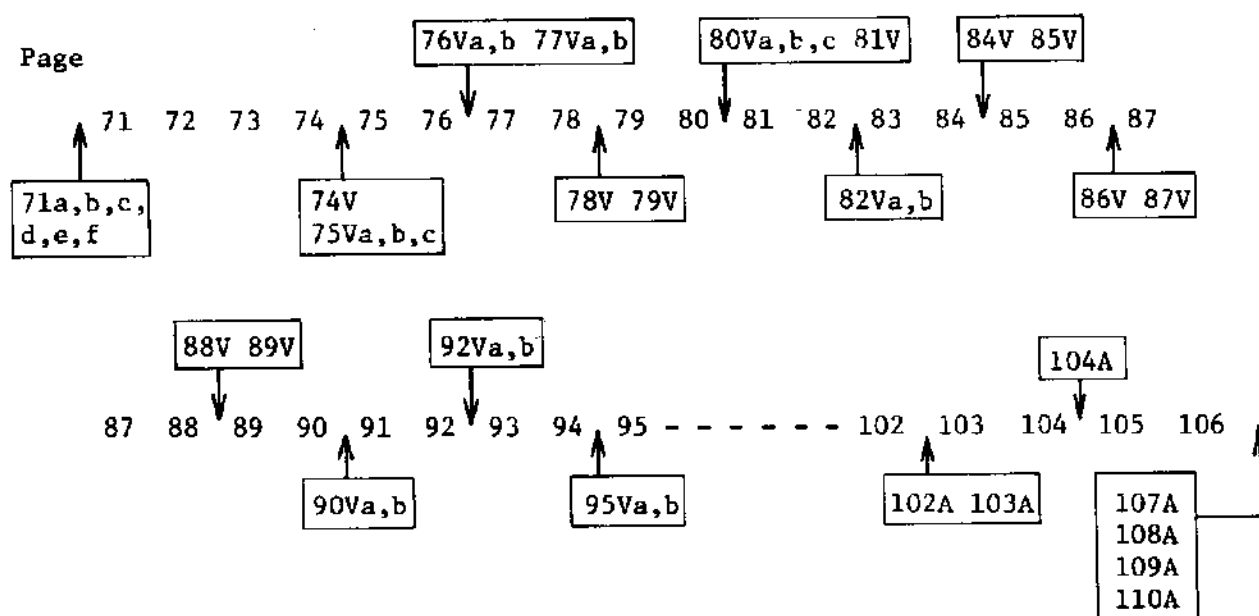 76Va,b 77Va,b
80Va,b,c 81V
84V 85V
Page
71 72 73 74 75 76 77 78 79 80 81 82 83 84 85 86 87
71a,b,c,
d,e,f
74V
75Va,b,c
78V 79V
82Va,b
86V 87V
88V 89V
92Va,b
104A
87 88 89 90 91 92 93 94 95 - - - - - - 102 103 104 105 106
90Va,b
95Va,b
102A 103A
107A
108A
109A
110A